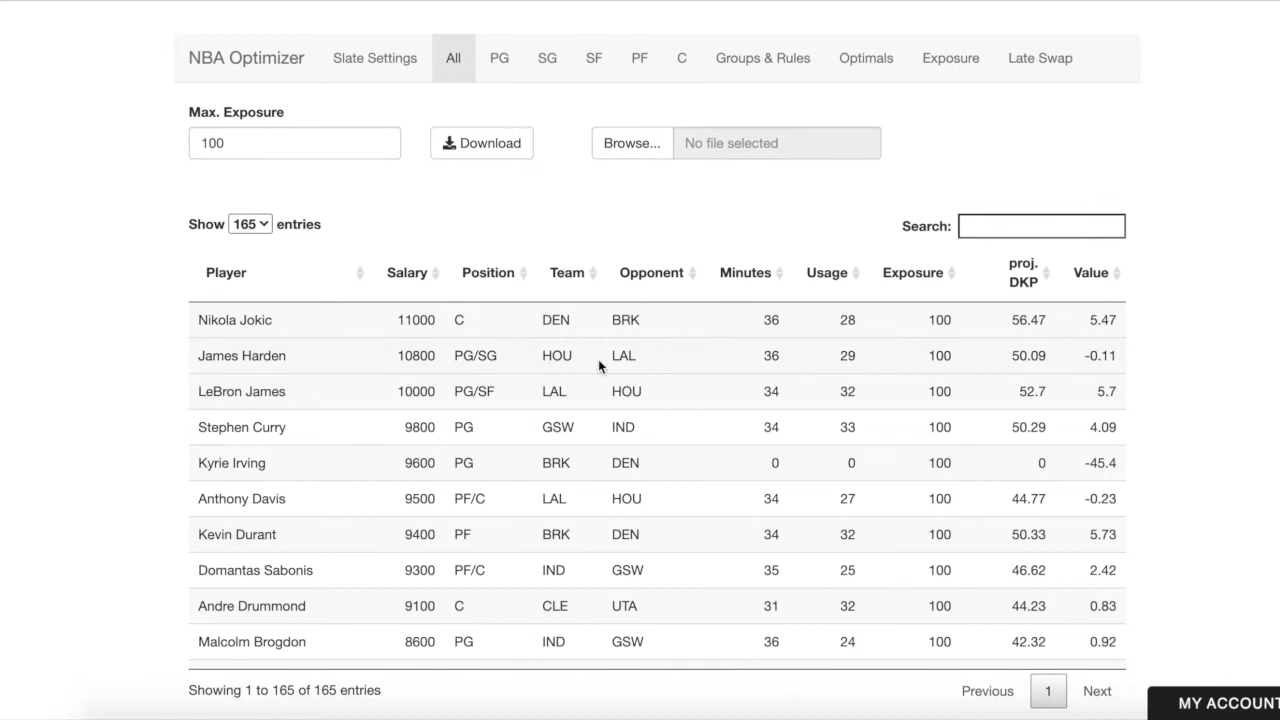 NBA Optimizer Slate Settings All PG SG SF PF C Groups & Rules Optimals Exposure Late Swap
Max. Exposure
100 Download Browse... No file selected
Show 165 entries Search:
Player Salary Position Team Opponent Minutes Usage Exposure proj. DKP Value
Nikola Jokic 11000 C DEN BRK 36 28 100 56.47 5.47
James Harden 10800 PG/SG HOU LAL 36 29 100 50.09 -0.11
LeBron James 10000 PG/SF LAL HOU 34 32 100 52.7 5.7
Stephen Curry 9800 PG GSW IND 34 33 100 50.29 4.09
Kyrie Irving 9600 PG BRK DEN 0 0 100 0 -45.4
Anthony Davis 9500 PF/C LAL HOU 34 27 100 44.77 -0.23
Kevin Durant 9400 PF BRK DEN 34 32 100 50.33 5.73
Domantas Sabonis 9300 PF/C IND GSW 35 25 100 46.62 2.42
Andre Drummond 9100 C CLE UTA 31 32 100 44.23 0.83
Malcolm Brogdon 8600 PG IND GSW 36 24 100 42.32 0.92
Showing 1 to 165 of 165 entries Previous 1 Next
MY ACCOUNT